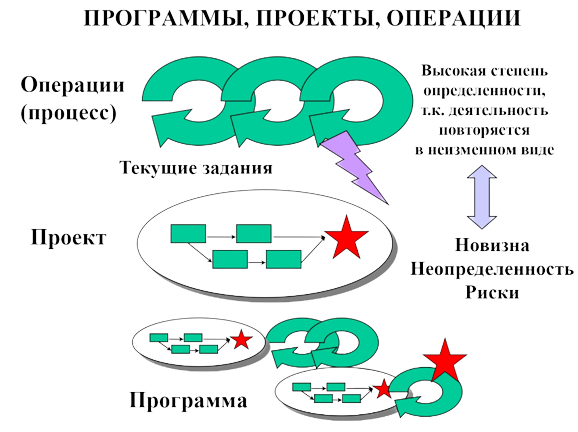 ПРОГРАММЫ, ПРОЕКТЫ, ОПЕРАЦИИ
Операции
(процесс)
Высокая степень
определенности,
т.к. деятельность
повторяется
в неизменном виде
Текущие задания
Проект
Новизна
Неопределенность
Риски
Программа